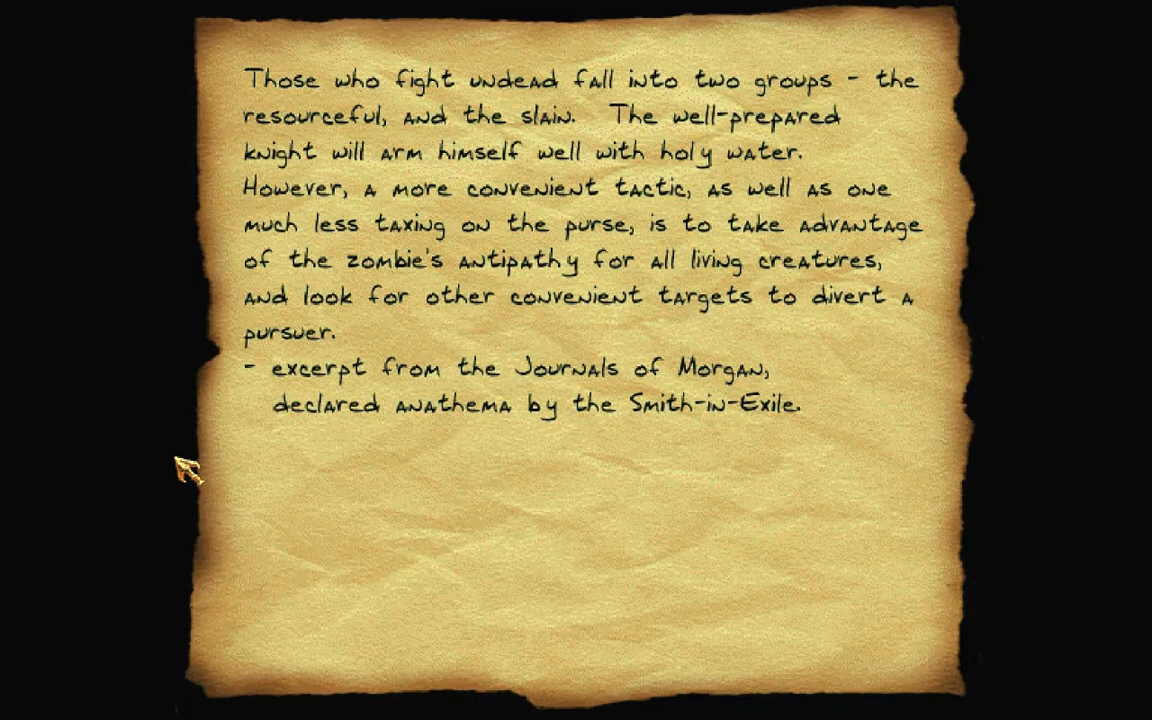 Those who fight undead fall into two groups - the
resourceful, and the slain. The well-prepared
knight will arm himself well with holy water.
However, a more convenient tactic, as well as one
much less taxing on the purse, is to take advantage
of the zombie's antipathy for all living creatures,
and look for other convenient targets to divert a
pursuer.
- excerpt from the Journals of Morgan,
declared anathema by the Smith-in-Exile.